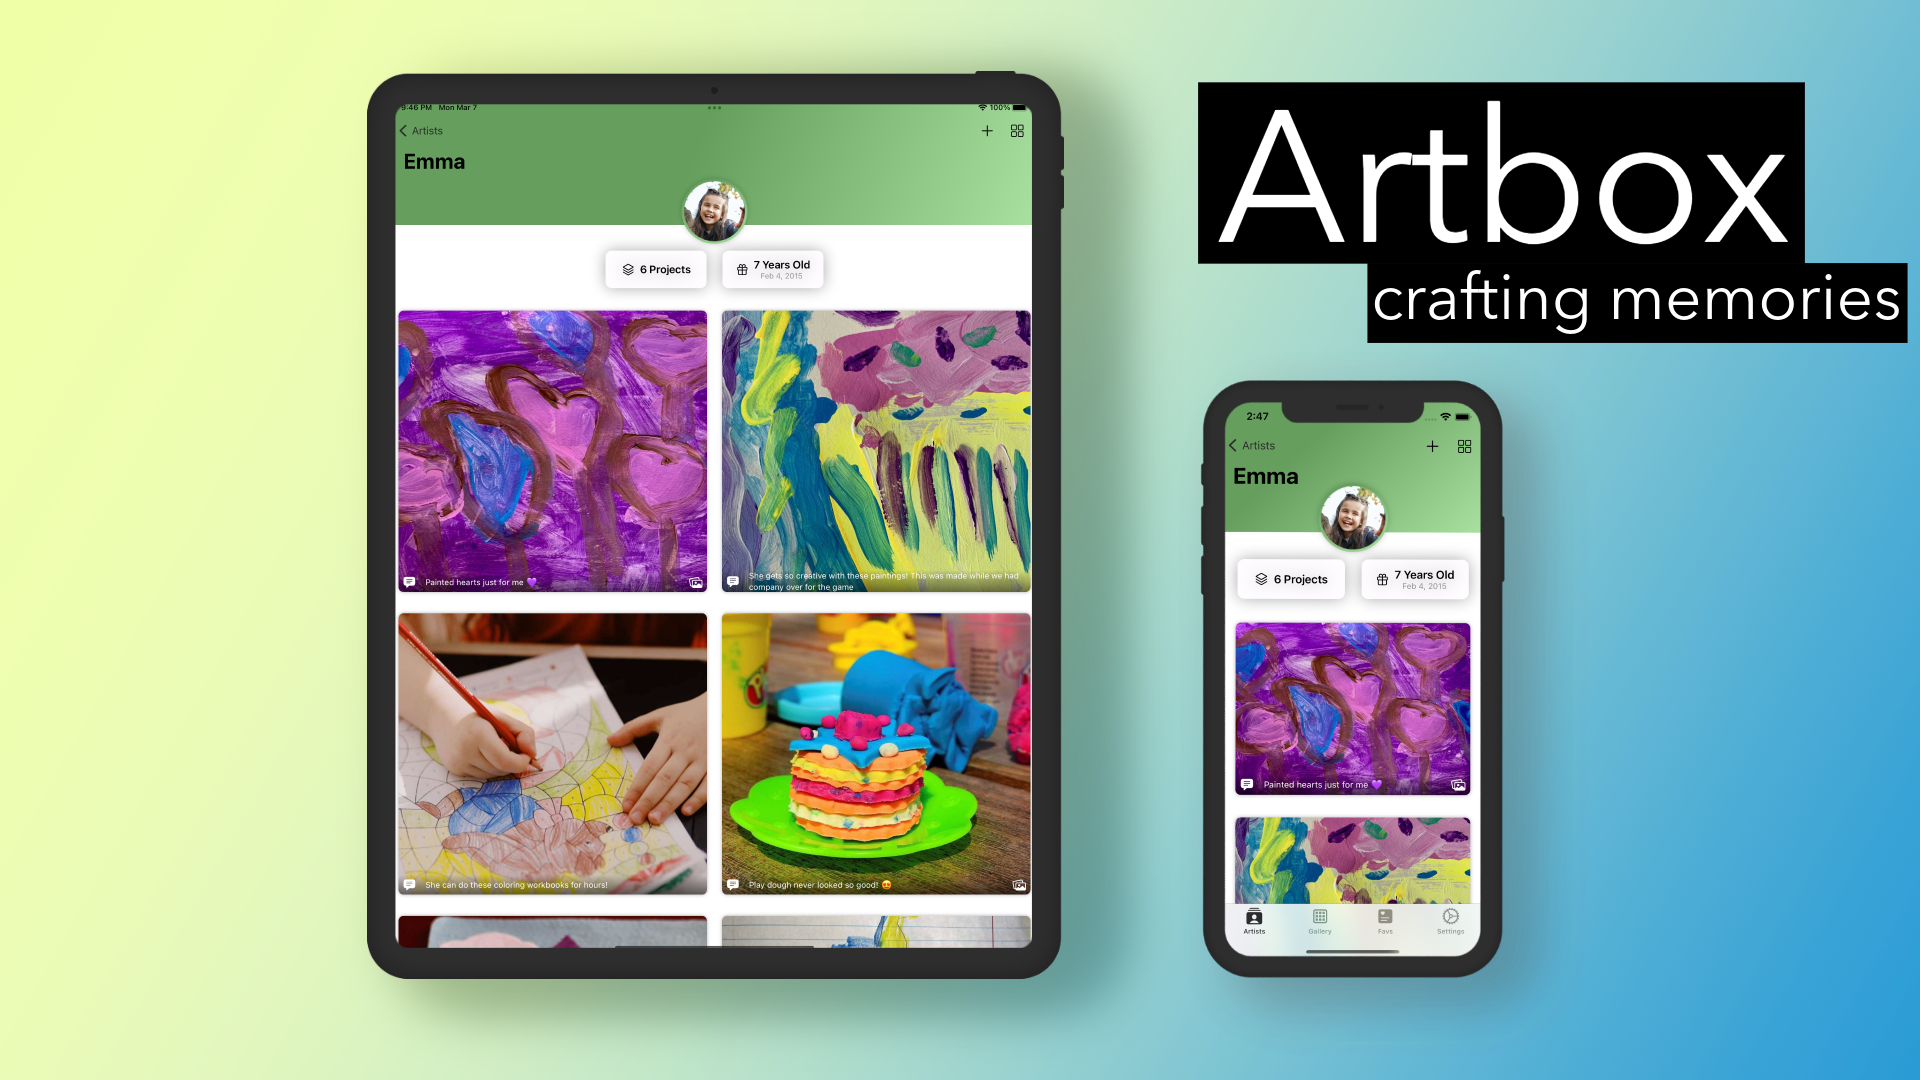 9:46 PM Mon Mar 7
100%
Artists
Emma
6 Projects
7 Years Old
Feb 4, 2015
Painted hearts just for me 💜
She gets so creative with these paintings! This was made while we had
company over for the game
She can do these coloring workbooks for hours!
Play dough never looked so good! 😍
Artbox
crafting memories
2:47
Artists
Emma
6 Projects
7 Years Old
Feb 4, 2015
Painted hearts just for me 💜
Artists
Gallery
Favs
Settings